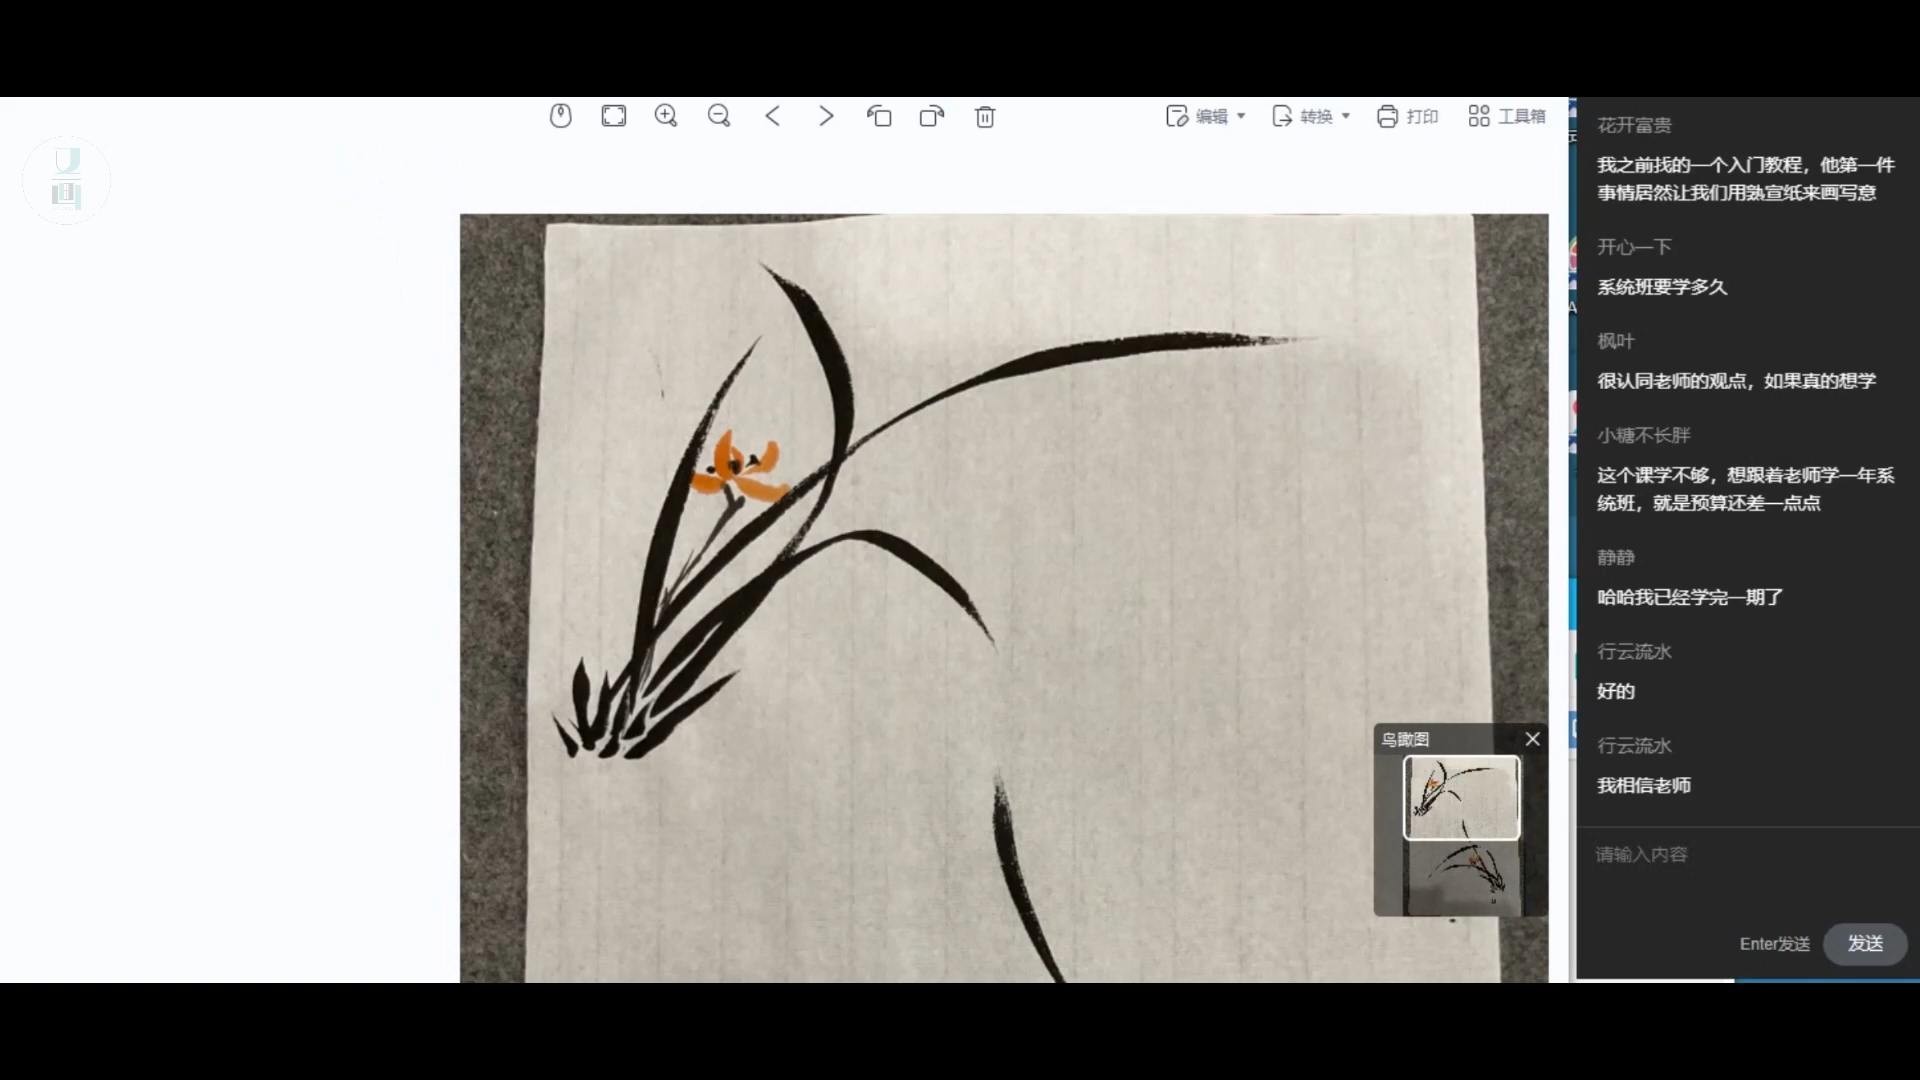 编辑
转换
打印
工具箱
花开富贵
我之前找的一个入门教程，他第一件
事情居然让我们用熟宣纸来画写意
开心一下
系统班要学多久
枫叶
很认同老师的观点，如果真的想学
小糖不长胖
这个课学不够，想跟着老师学一年系
统班，就是预算还差一点点
静静
哈哈我已经学完一期了
行云流水
好的
行云流水
我相信老师
鸟瞰图
请输入内容
Enter发送
发送